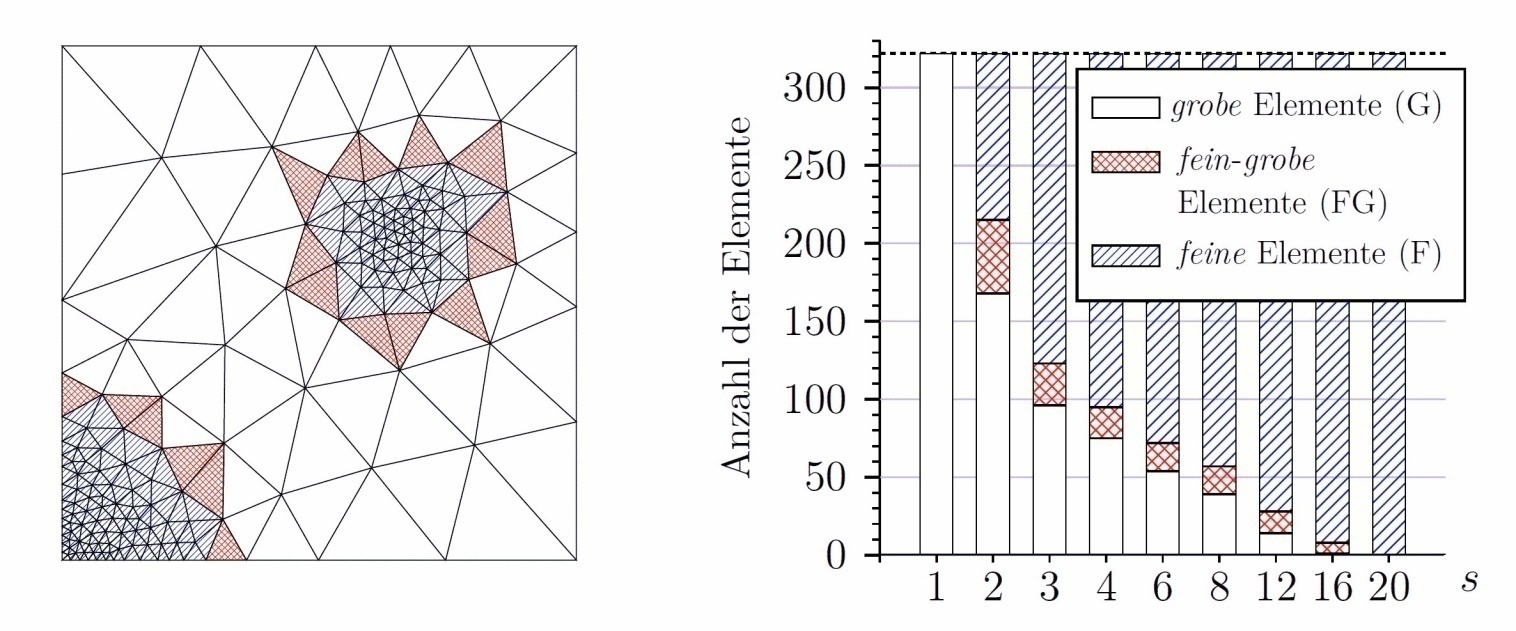 Anzahl der Elemente
300
250
200
150
100
50
0
grobe Elemente (G)
fein-grobe
Elemente (FG)
feine Elemente (F)
1 2 3 4 6 8 12 16 20 s